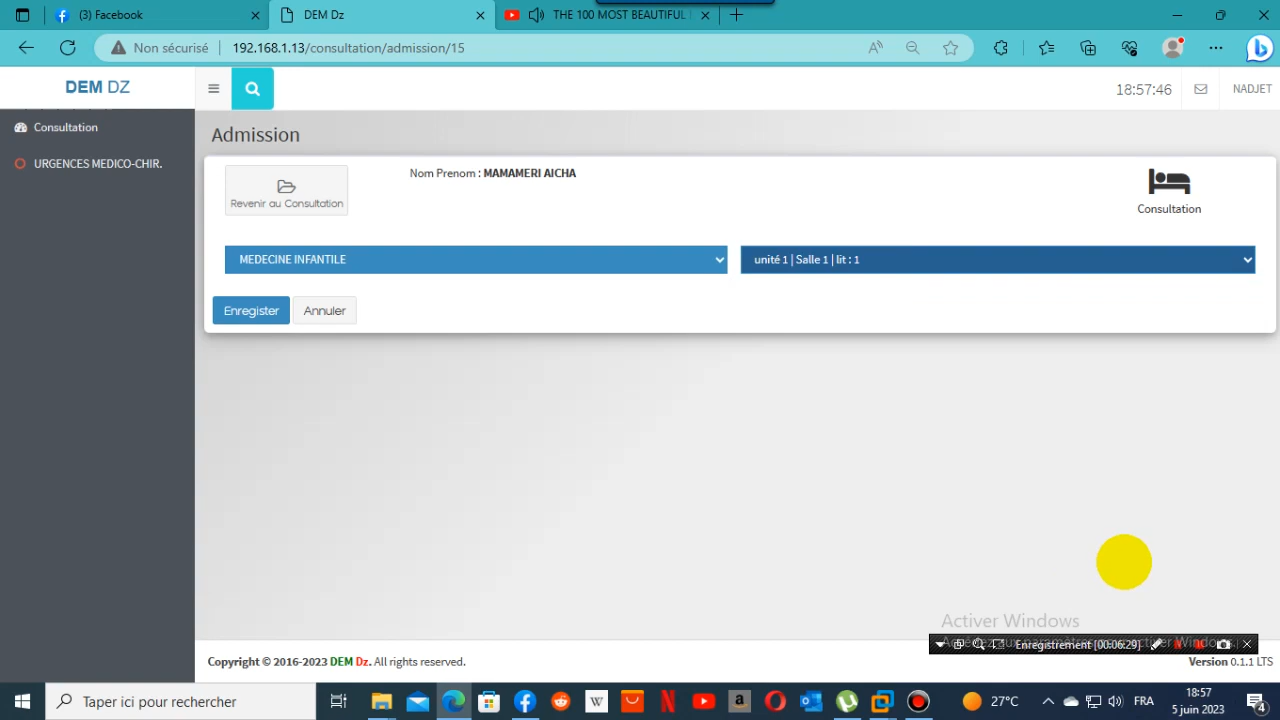 (3) Facebook
DEM Dz
THE 100 MOST BEAUTIFUL
Non sécurisé
192.168.1.13/consultation/admission/15
DEM DZ
18:57:46
NADJET
Consultation
URGENCES MEDICO-CHIR.
Admission
Revenir au Consultation
Nom Prenom : MAMAMERI AICHA
Consultation
MEDECINE INFANTILE
unité 1 | Salle 1 | lit : 1
Enregister
Annuler
Activer Windows
Enregistrement [00:06:29]
Copyright © 2016-2023 DEM Dz. All rights reserved.
Version 0.1.1 LTS
Taper ici pour rechercher
27°C
FRA
18:57
5 juin 2023
4